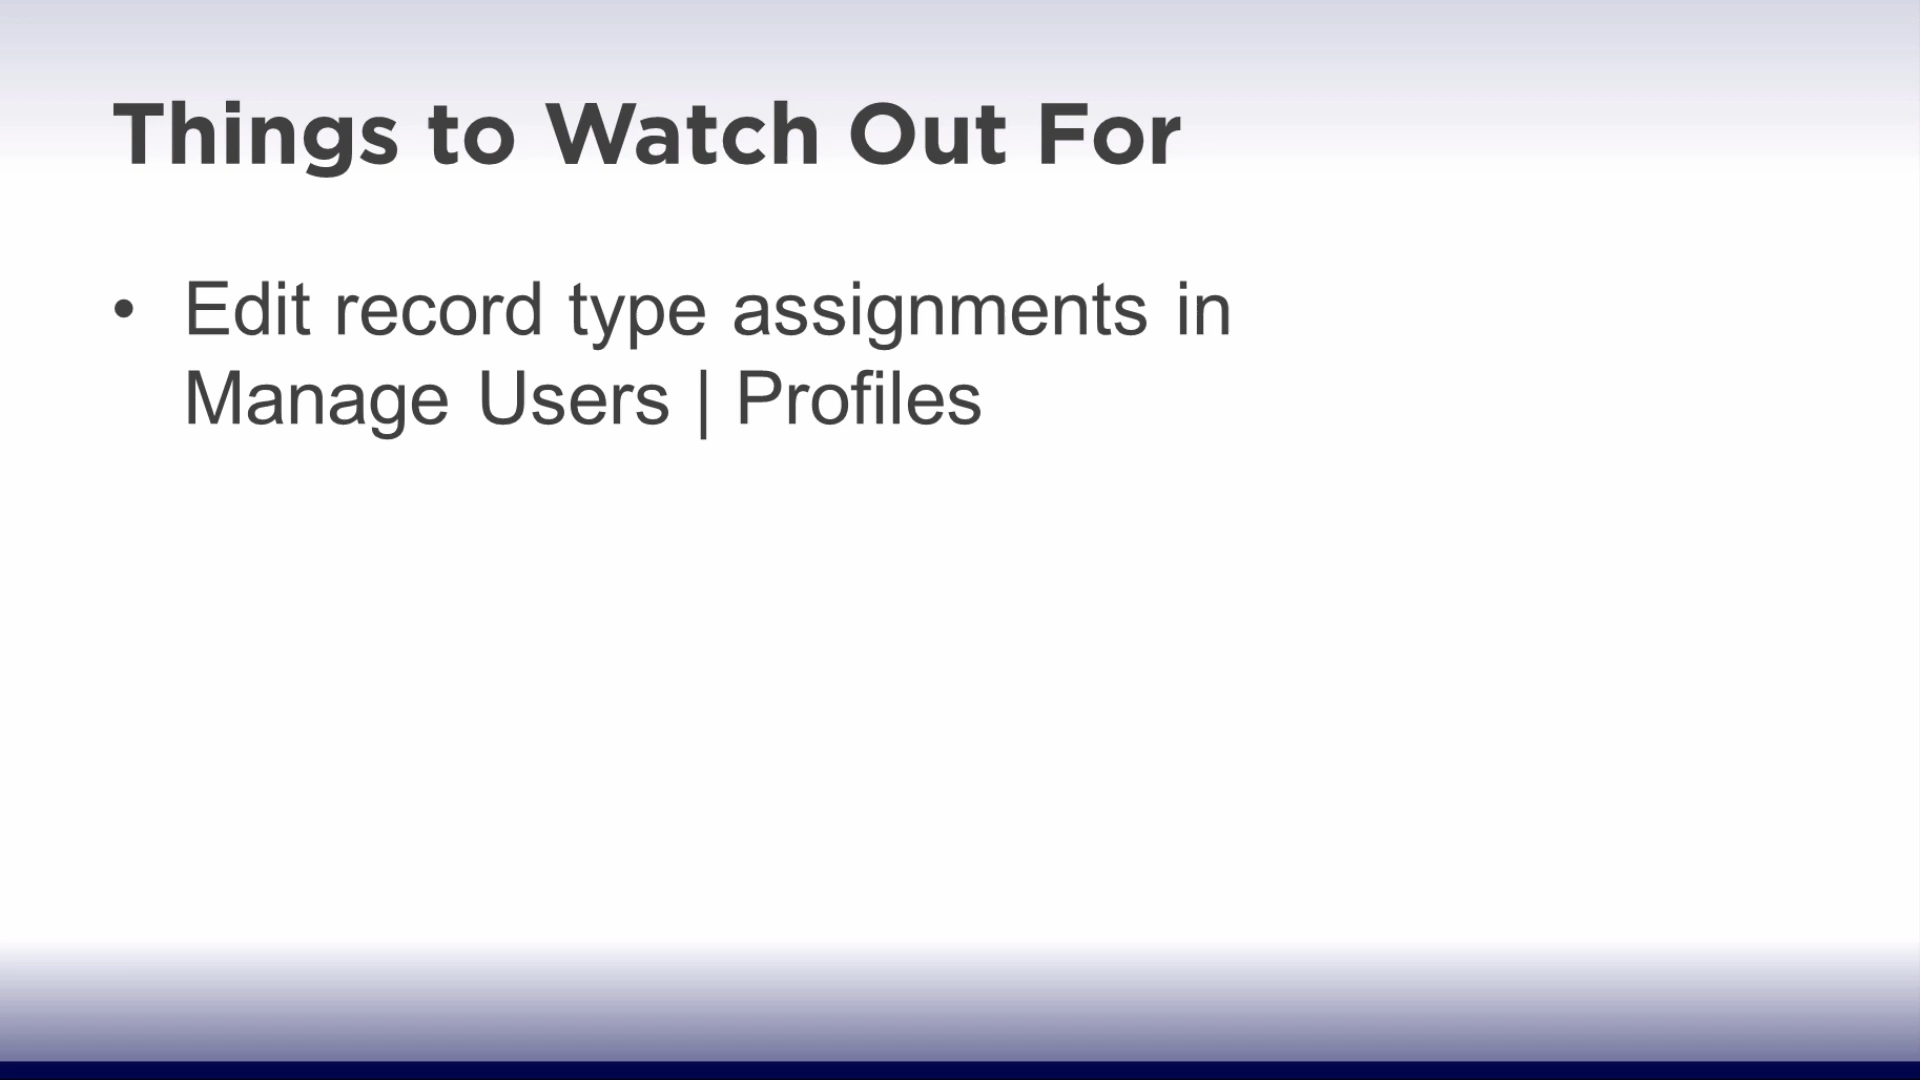 Things to Watch Out For
• Edit record type assignments in
Manage Users | Profiles